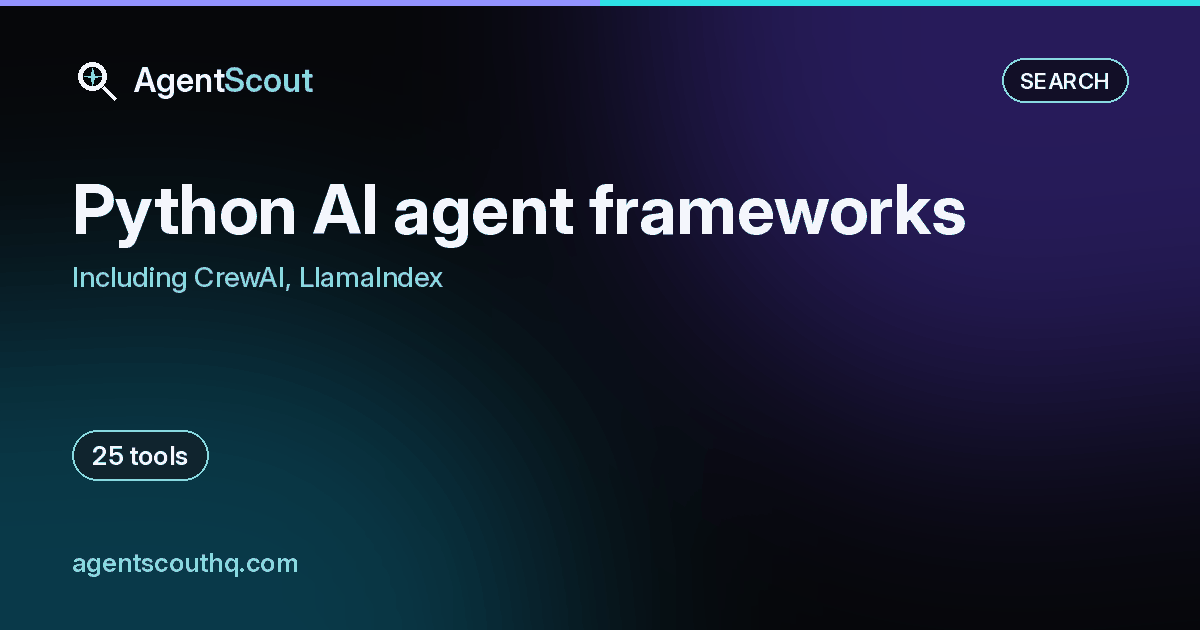 AgentScout
SEARCH
Python AI agent frameworks
Including CrewAI, LlamaIndex
25 tools
agentscouthq.com